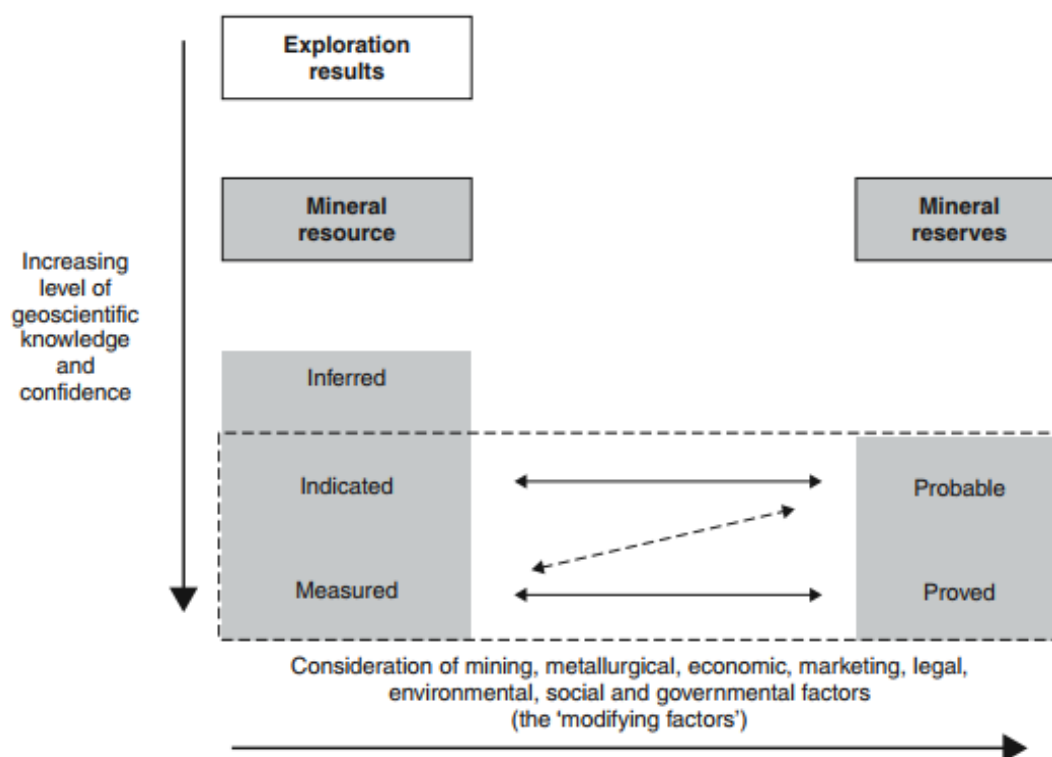 Exploration
results
Mineral
resource
Mineral
reserves
Increasing
level of
geoscientific
knowledge
and
confidence
Inferred
Indicated
Probable
Measured
Proved
Consideration of mining, metallurgical, economic, marketing, legal,
environmental, social and governmental factors
(the ‘modifying factors’)